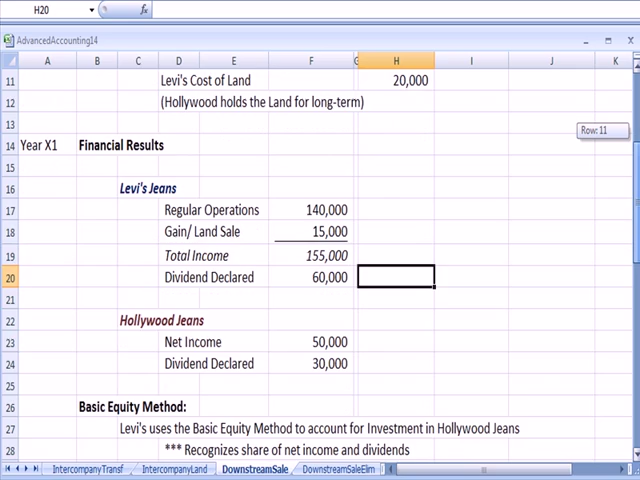 H20 fx
AdvancedAccounting14
A B C D E F G H I J K
11 Levi's Cost of Land 20,000
12 (Hollywood holds the Land for long-term)
13
Row: 11
14 Year X1 Financial Results
15
16 Levi's Jeans
17 Regular Operations 140,000
18 Gain/ Land Sale 15,000
19 Total Income 155,000
20 Dividend Declared 60,000
21
22 Hollywood Jeans
23 Net Income 50,000
24 Dividend Declared 30,000
25
26 Basic Equity Method:
27 Levi's uses the Basic Equity Method to account for Investment in Hollywood Jeans
28 *** Recognizes share of net income and dividends
IntercompanyTransf IntercompanyLand DownstreamSale DownstreamSaleElim